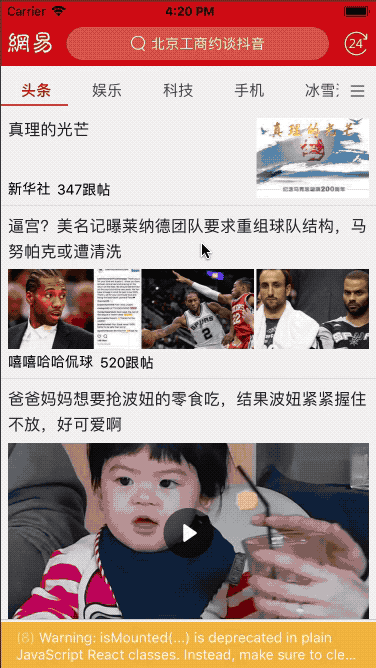 Carrier 4:20 PM
網易 北京工商约谈抖音 24
头条 娱乐 科技 手机 冰雪
真理的光芒
真理的光芒
新华社 347跟帖
逼宫？美名记曝莱纳德团队要求重组球队结构，马
努帕克或遭清洗
2
嘻嘻哈哈侃球 520跟帖
爸爸妈妈想要抢波妞的零食吃，结果波妞紧紧握住
不放，好可爱啊
(8) Warning: isMounted(...) is deprecated in plain
JavaScript React classes. Instead, make sure to cle...